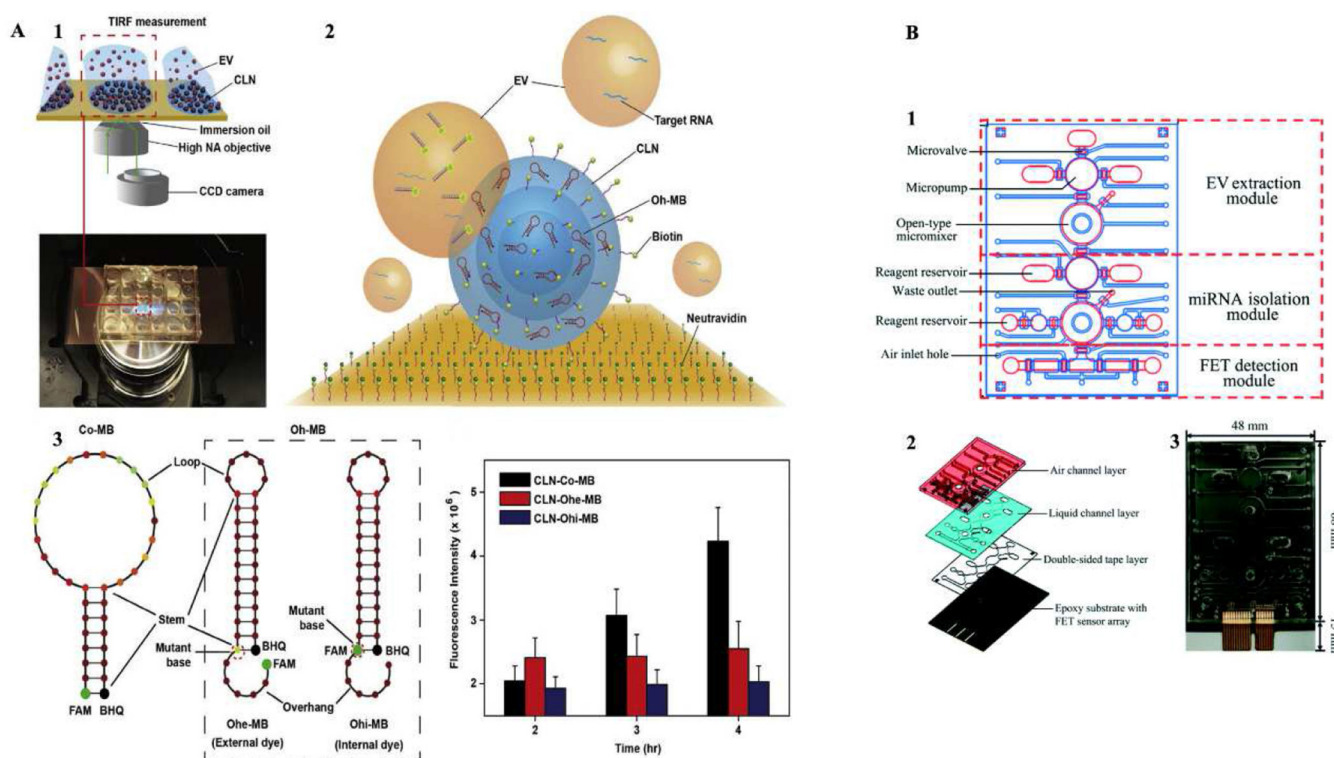 A
1
TIRF measurement
EV
CLN
Immersion oil
High NA objective
CCD camera
2
EV
Target RNA
CLN
Oh-MB
Biotin
Neutravidin
3
Co-MB
Oh-MB
Loop
Stem
Mutant
base
Mutant
base
FAM
BHQ
BHQ
FAM
FAM
BHQ
Overhang
Ohe-MB
(External dye)
Ohi-MB
(Internal dye)
CLN-Co-MB
CLN-Ohe-MB
CLN-Ohi-MB
Fluorescence Intensity (x 10⁶)
5
4
3
2
2
3
4
Time (hr)
B
1
Microvalve
Micropump
Open-type
micromixer
Reagent reservoir
Waste outlet
Reagent reservoir
Air inlet hole
EV extraction
module
miRNA isolation
module
FET detection
module
2
Air channel layer
Liquid channel layer
Double-sided tape layer
Epoxy substrate with
FET sensor array
3
48 mm